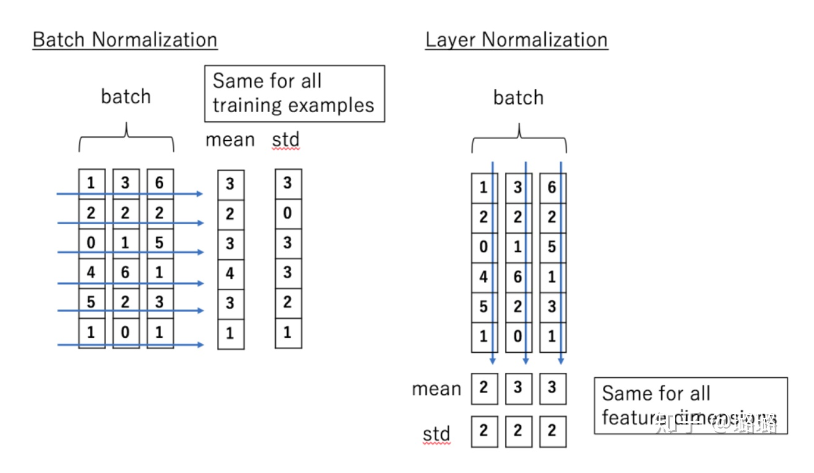 Batch Normalization
batch
Same for all
training examples
mean std
1 3 6 3 3
2 2 2 2 0
0 1 5 3 3
4 6 1 4 3
5 2 3 3 2
1 0 1 1 1
Layer Normalization
batch
1 3 6
2 2 2
0 1 5
4 6 1
5 2 3
1 0 1
mean 2 3 3
std 2 2 2
Same for all
feature dimensions
知乎 @璐璐